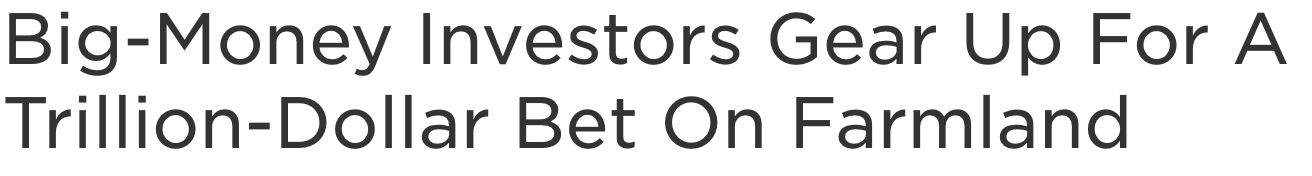 Big-Money Investors Gear Up For A
Trillion-Dollar Bet On Farmland